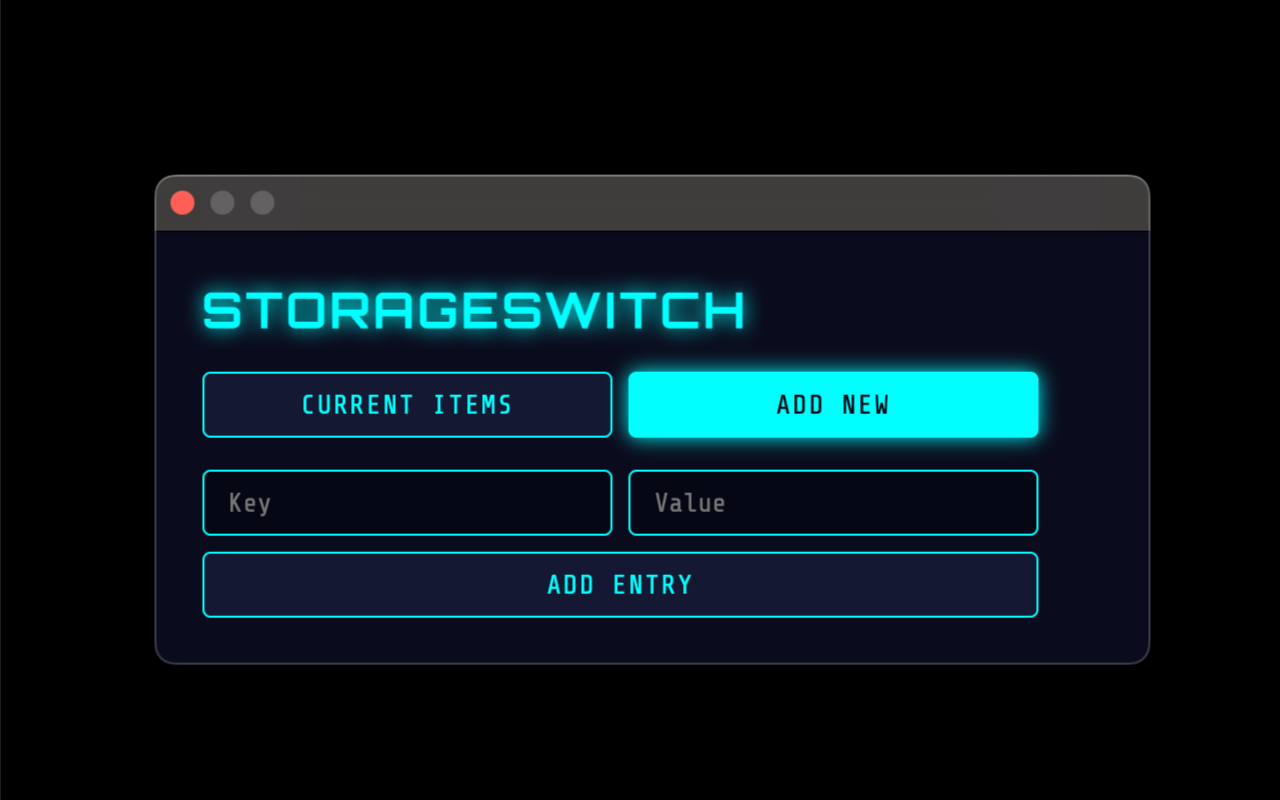 STORAGESWITCH
CURRENT ITEMS
ADD NEW
Key
Value
ADD ENTRY